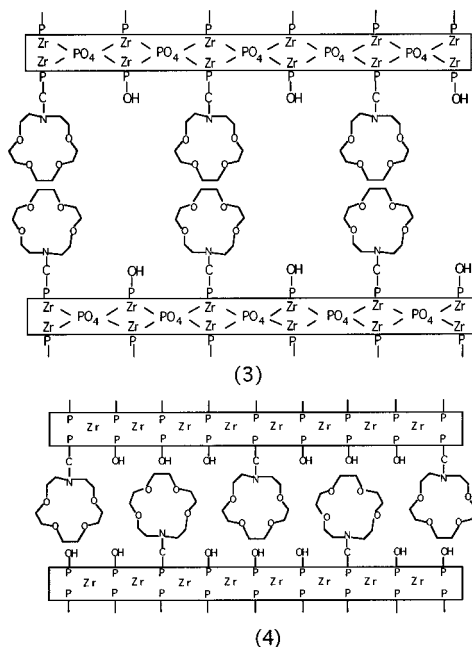 P P P P P P
Zr Zr Zr Zr Zr Zr
PO4 PO4 PO4 PO4 PO4
Zr Zr Zr Zr Zr Zr
P P P P P P
C OH C OH C OH
N N N
O O O O O O
O O O O O O
O O O O O O
O O O O O O
N N N
C OH C OH C OH
P P P P P P
Zr Zr Zr Zr Zr Zr
PO4 PO4 PO4 PO4 PO4
Zr Zr Zr Zr Zr Zr
P P P P P P
(3)
P P P P P P P P P
Zr Zr Zr Zr Zr Zr Zr Zr
P P P P P P P P P
C OH OH OH C OH OH OH C
N N N
O O O O O O O O O O
O O O O O O O O O O
N N
OH OH C OH OH OH C OH OH
P P P P P P P P P
Zr Zr Zr Zr Zr Zr Zr Zr
P P P P P P P P P
(4)